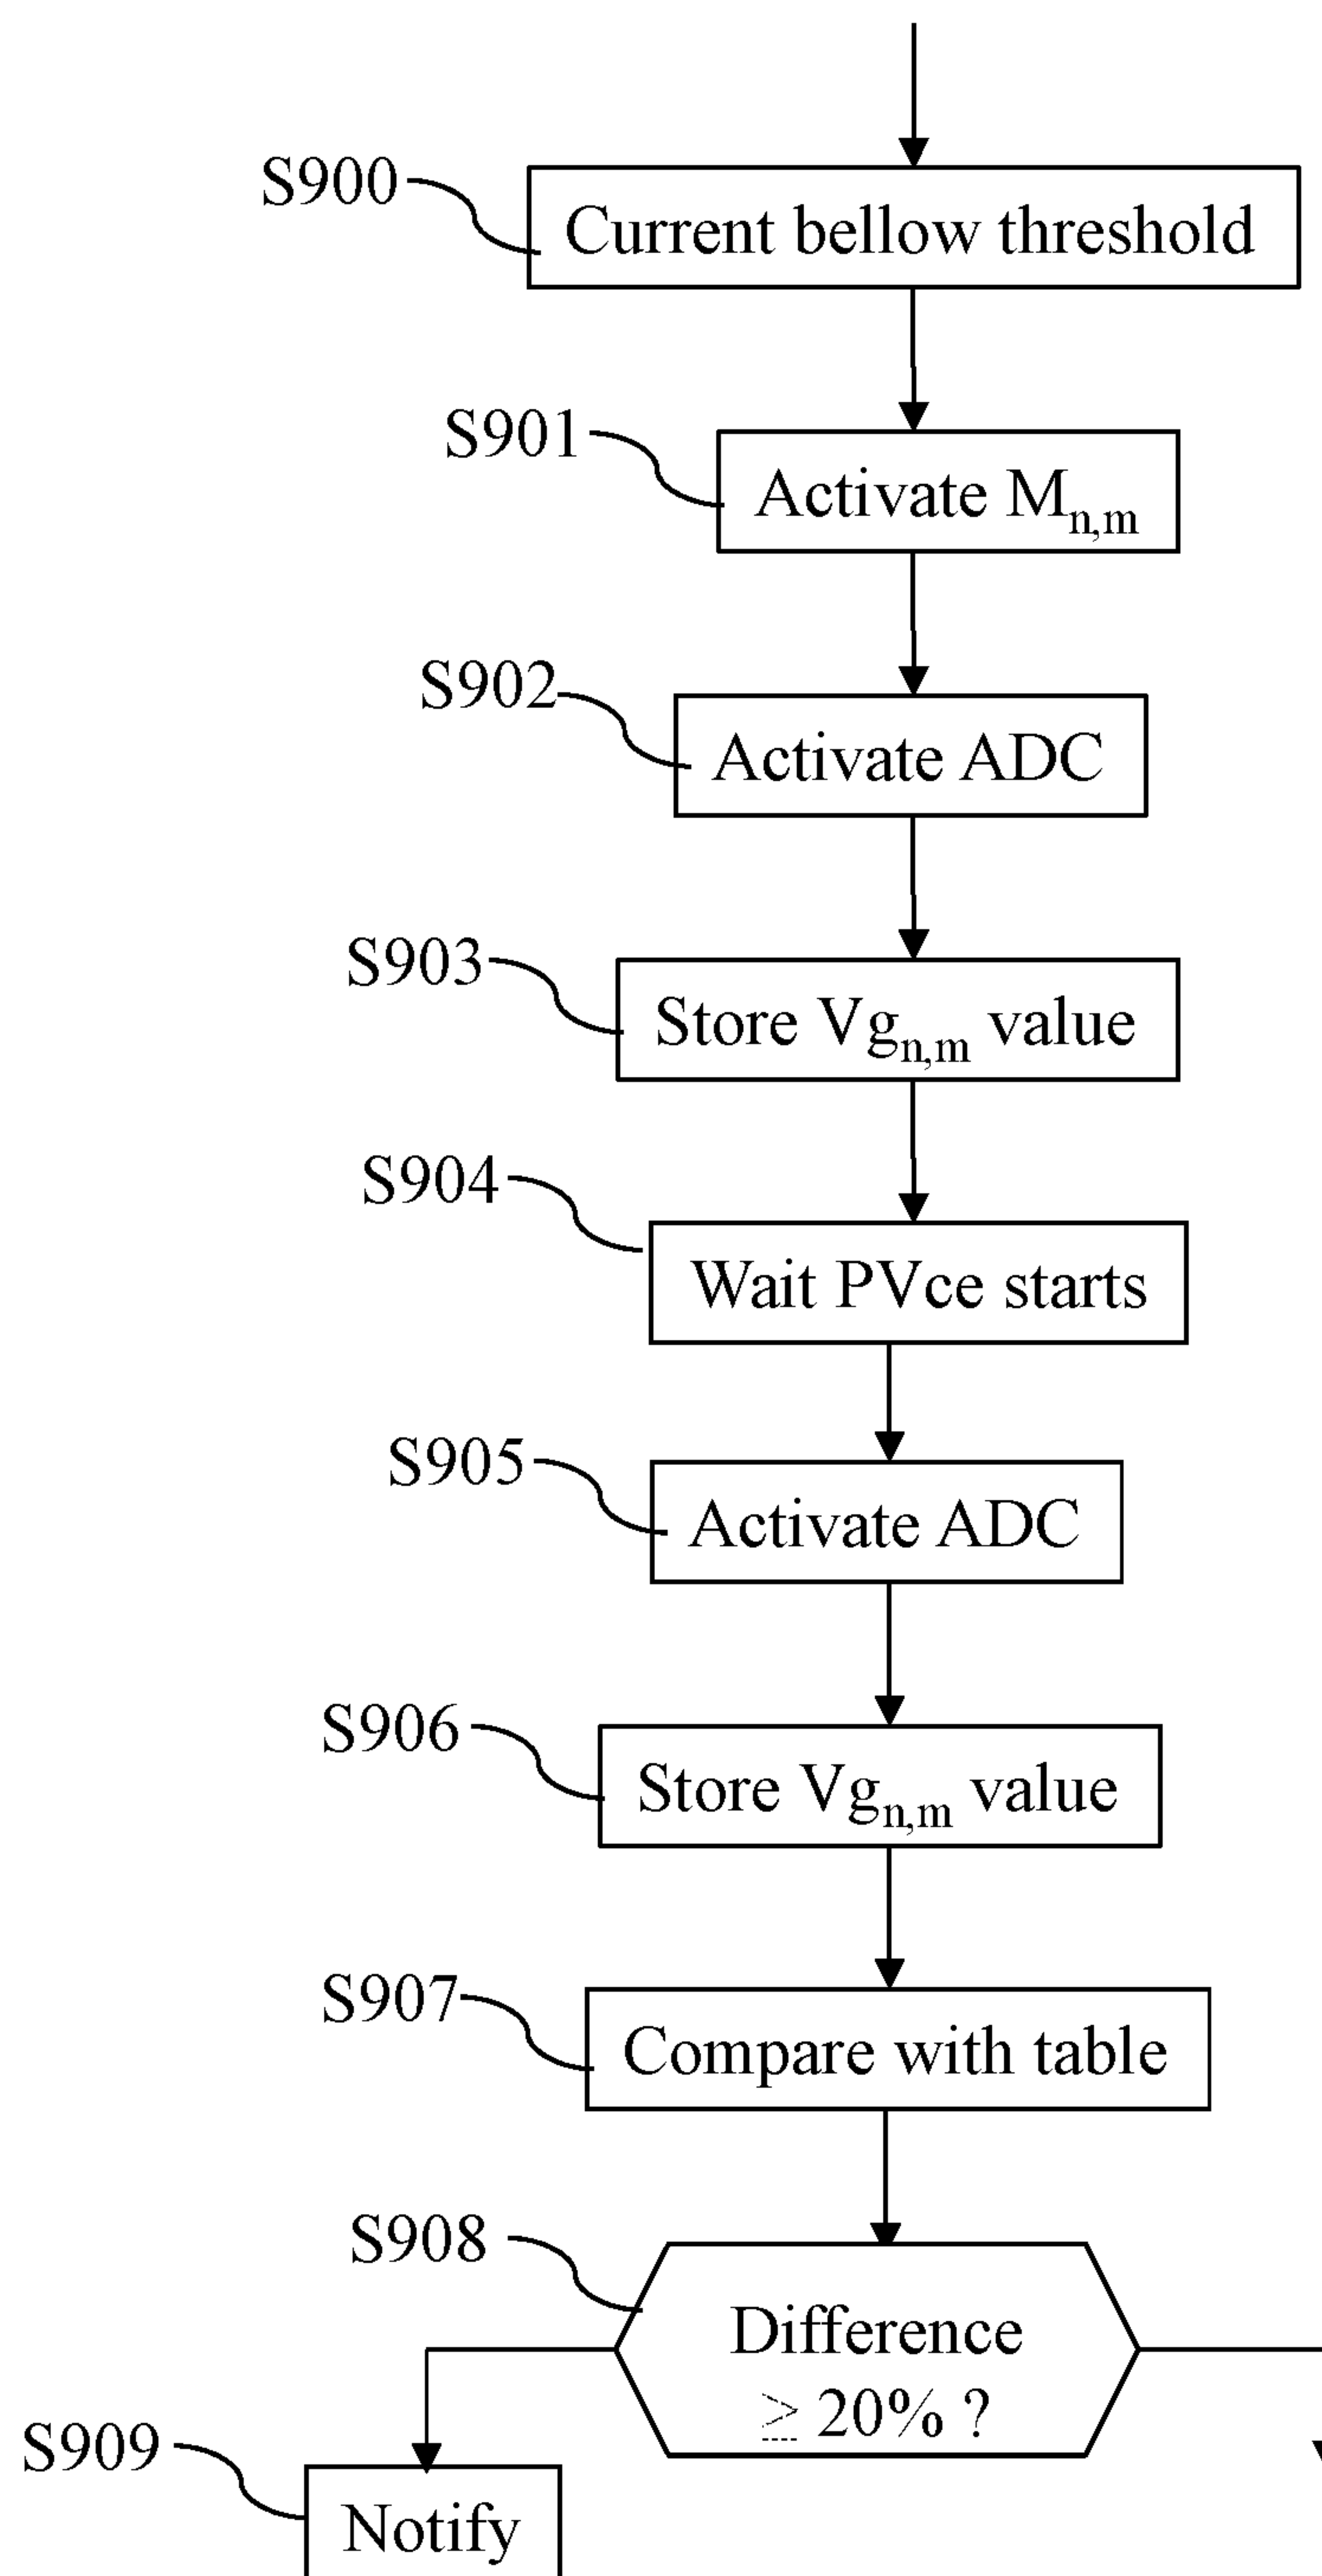 S900
Current bellow threshold
S901
Activate Mn,m
S902
Activate ADC
S903
Store Vgn,m value
S904
Wait PVce starts
S905
Activate ADC
S906
Store Vgn,m value
S907
Compare with table
S908
Difference
≥ 20% ?
S909
Notify